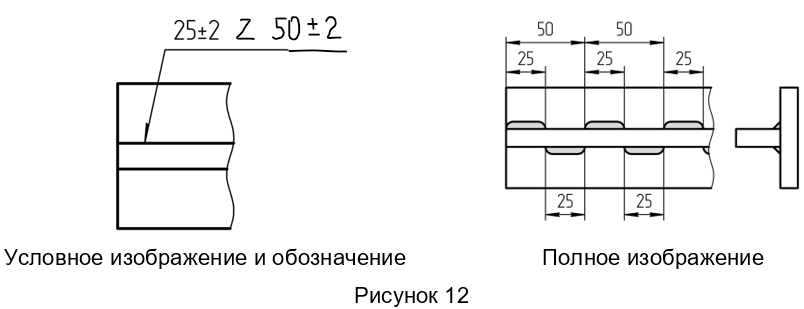 25±2 Z 50±2
50 50
25 25 25
25 25
Условное изображение и обозначение
Полное изображение
Рисунок 12